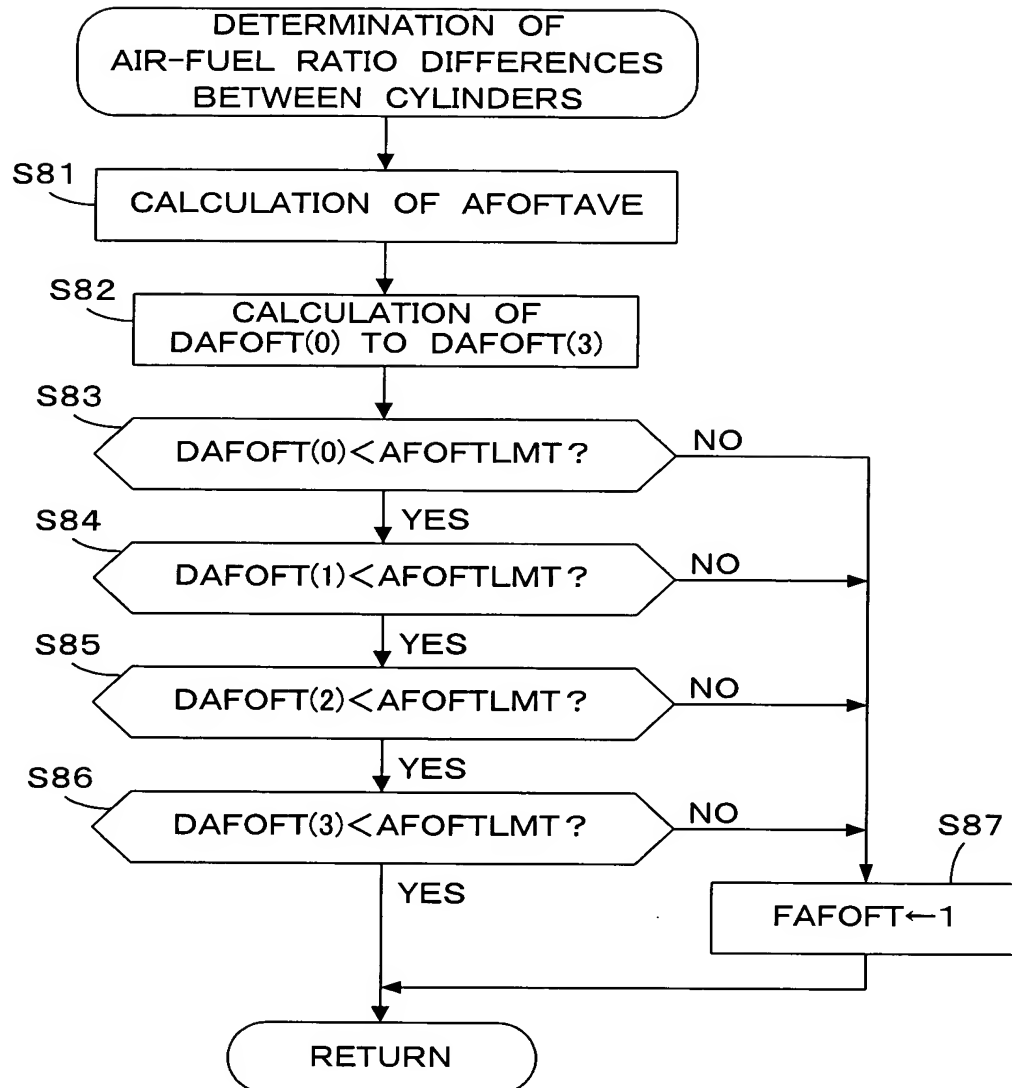 DETERMINATION OF
AIR-FUEL RATIO DIFFERENCES
BETWEEN CYLINDERS
S81
CALCULATION OF AFOFTAVE
S82
CALCULATION OF
DAFOFT(0) TO DAFOFT(3)
S83
DAFOFT(0)<AFOFTLMT?
NO
YES
S84
DAFOFT(1)<AFOFTLMT?
NO
YES
S85
DAFOFT(2)<AFOFTLMT?
NO
YES
S86
DAFOFT(3)<AFOFTLMT?
NO
YES
S87
FAFOFT←1
RETURN